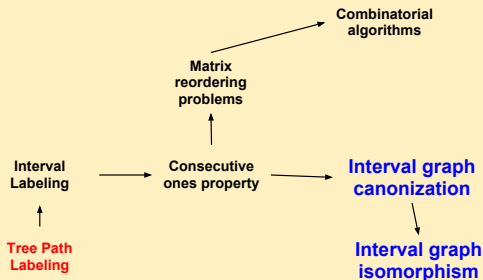 Combinatorial
algorithms
Matrix
reordering
problems
Interval
Labeling
Consecutive
ones property
Interval graph
canonization
Tree Path
Labeling
Interval graph
isomorphism